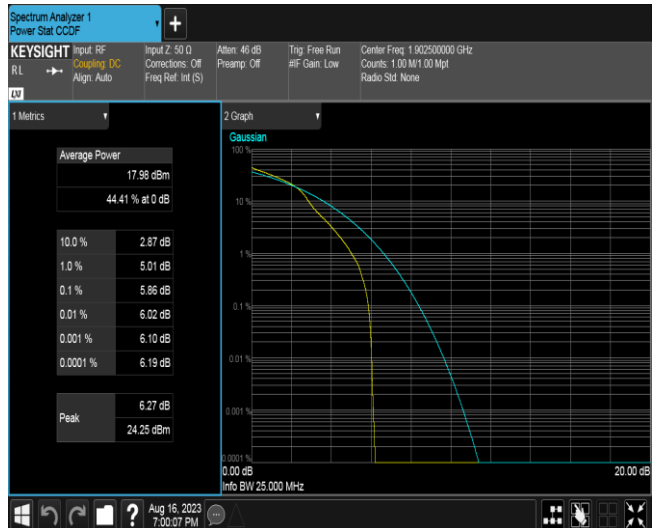 Spectrum Analyzer 1
Power Stat CCDF
KEYSIGHT
RL
LXI
Input: RF
Coupling: DC
Align: Auto
Input Z: 50 Ω
Corrections: Off
Freq Ref: Int (S)
Atten: 46 dB
Preamp: Off
Trig: Free Run
#IF Gain: Low
Center Freq: 1.902500000 GHz
Counts: 1.00 M/1.00 Mpt
Radio Std: None
1 Metrics
Average Power
17.98 dBm
44.41 % at 0 dB
10.0 % 2.87 dB
1.0 % 5.01 dB
0.1 % 5.86 dB
0.01 % 6.02 dB
0.001 % 6.10 dB
0.0001 % 6.19 dB
Peak
6.27 dB
24.25 dBm
2 Graph
Gaussian
100 %
10 %
1 %
0.1 %
0.01 %
0.001 %
0.0001 %
0.00 dB 20.00 dB
Info BW 25.000 MHz
Aug 16, 2023
7:00:07 PM